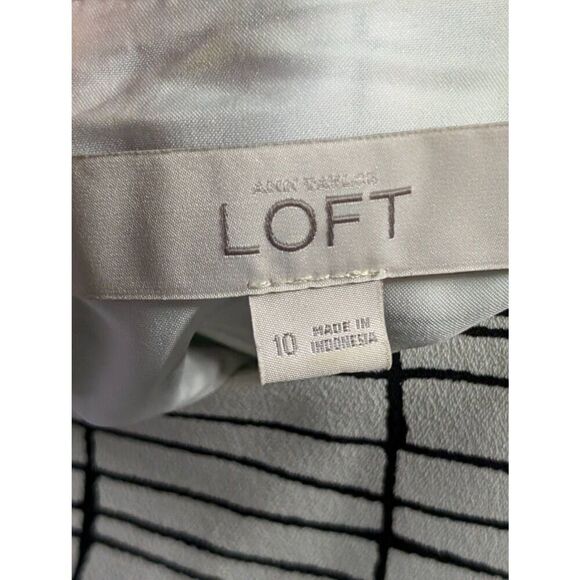 ANN TAYLOR
LOFT
10
MADE IN
INDONESIA